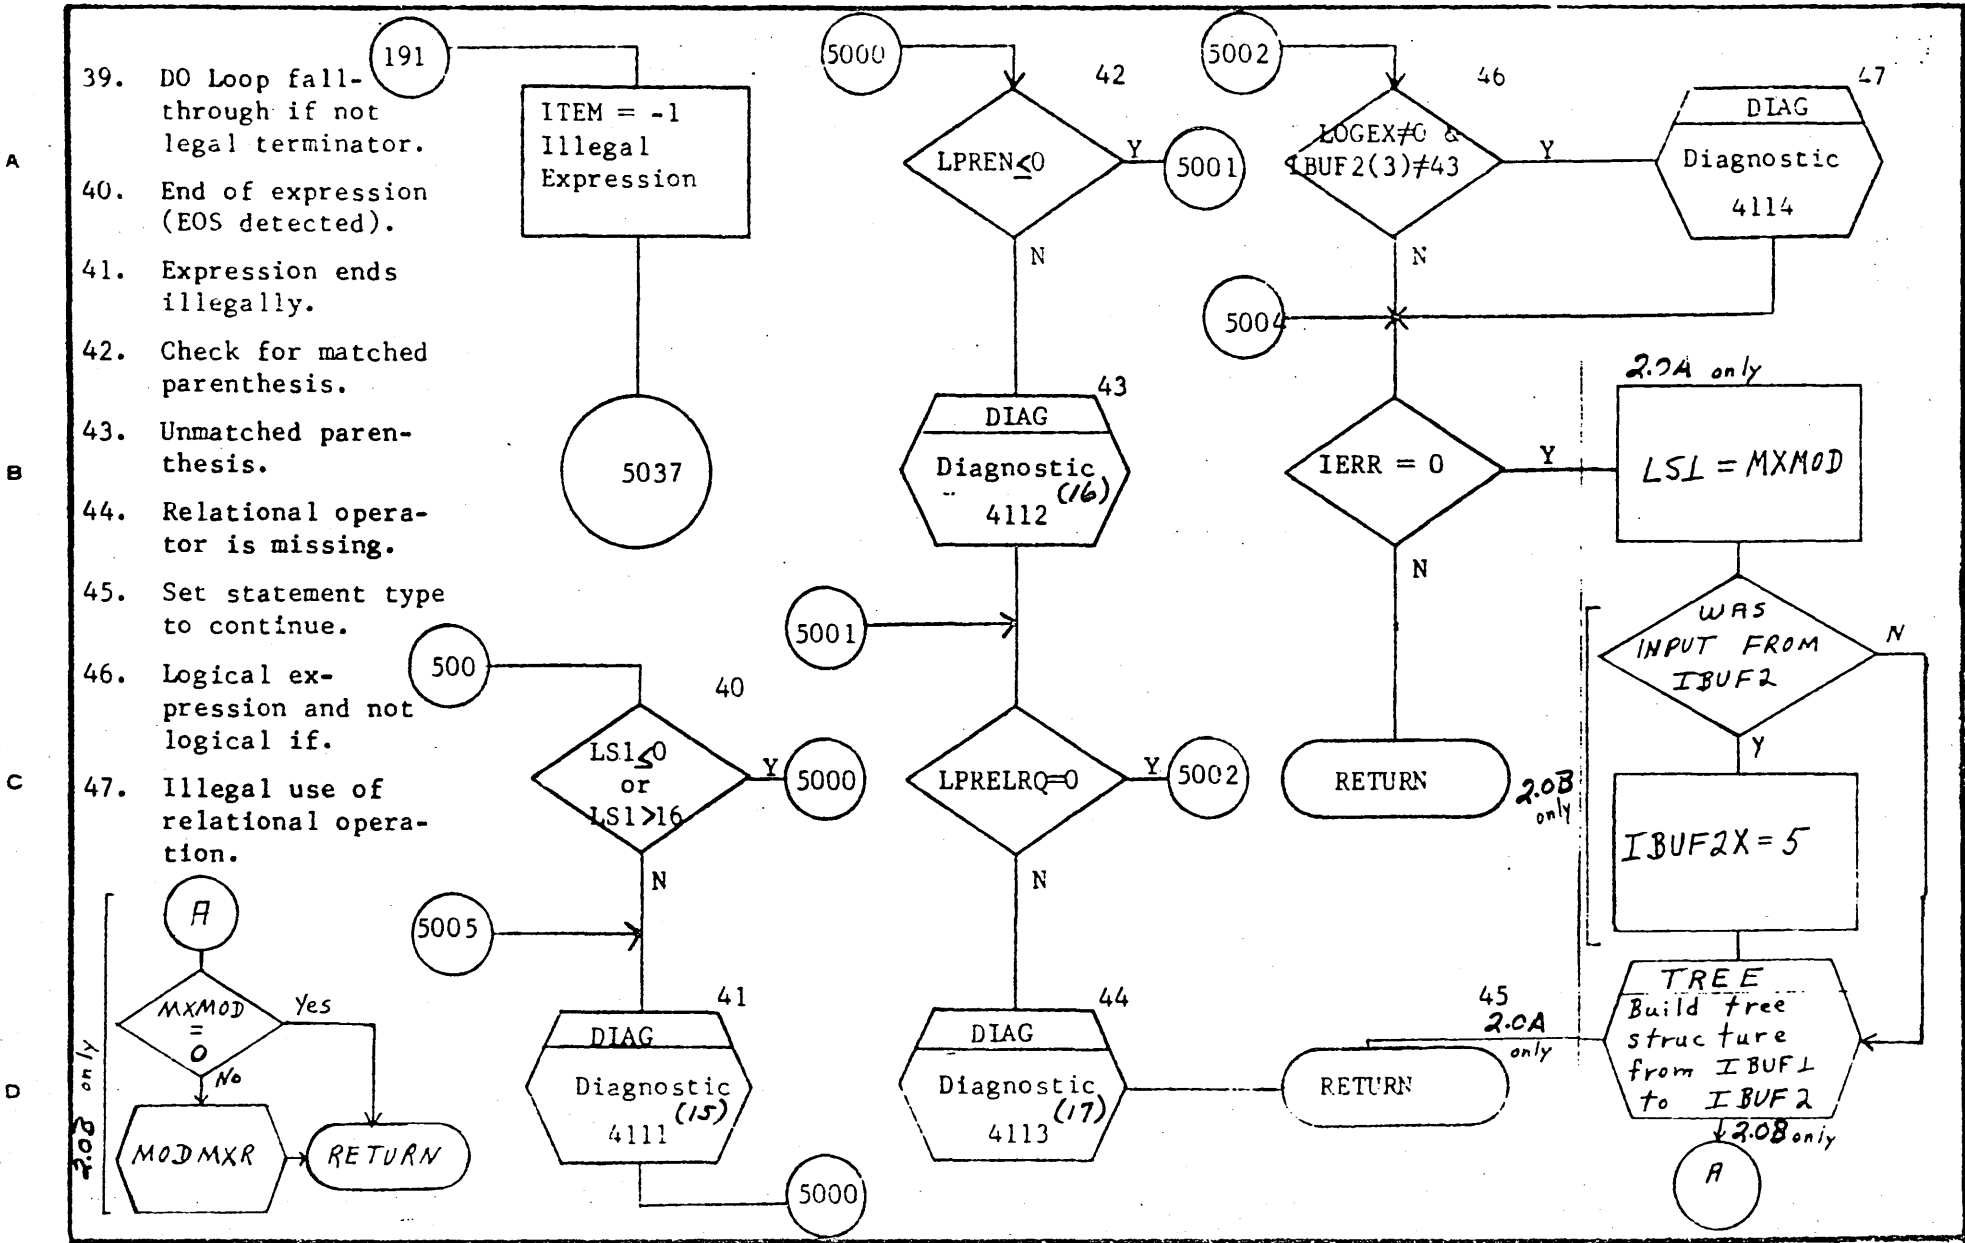 39. DO Loop fall-
through if not
legal terminator.
40. End of expression
(EOS detected).
41. Expression ends
illegally.
42. Check for matched
parenthesis.
43. Unmatched paren-
thesis.
44. Relational opera-
tor is missing.
45. Set statement type
to continue.
46. Logical ex-
pression and not
logical if.
47. Illegal use of
relational opera-
tion.
A
B
C
D
191
ITEM = -1
Illegal
Expression
5037
500
40
LS1≤0
or
LS1>16
Y
5000
N
5005
41
DIAG
Diagnostic
(15)
4111
5000
5000
42
LPREN≤0
Y
5001
N
43
DIAG
Diagnostic
(16)
4112
5001
LPRELRQ=0
Y
5002
N
44
DIAG
Diagnostic
(17)
4113
RETURN
5002
46
LOGEX≠0 &
IBUF2(3)≠43
Y
47
DIAG
Diagnostic
4114
N
5004
IERR = 0
Y
N
RETURN
2.0A only
LS1 = MXMOD
WAS
INPUT FROM
IBUF2
N
Y
2.0B
only
IBUF2X = 5
45
2.0A
only
TREE
Build tree
structure
from IBUF1
to IBUF2
2.0B only
A
A
MXMOD
=
0
Yes
No
MODMXR
RETURN
2.0B only